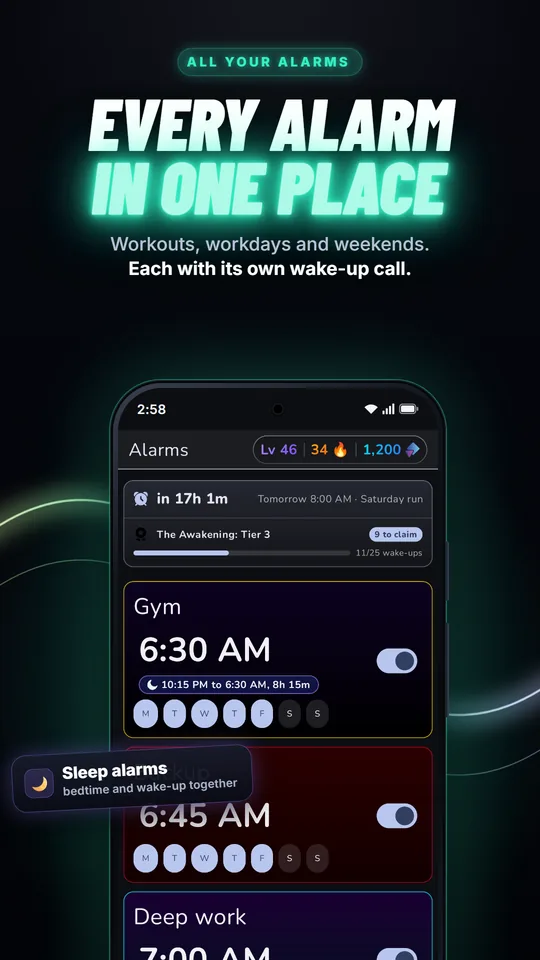 ALL YOUR ALARMS
EVERY ALARM
IN ONE PLACE
Workouts, workdays and weekends.
Each with its own wake-up call.
2:58
Alarms
Lv 46 | 34 🔥 | 1,200
in 17h 1m
Tomorrow 8:00 AM · Saturday run
The Awakening: Tier 3
9 to claim
11/25 wake-ups
Gym
6:30 AM
10:15 PM to 6:30 AM, 8h 15m
M T W T F S S
Sleep alarms
bedtime and wake-up together
6:45 AM
M T W T F S S
Deep work
7:00 AM